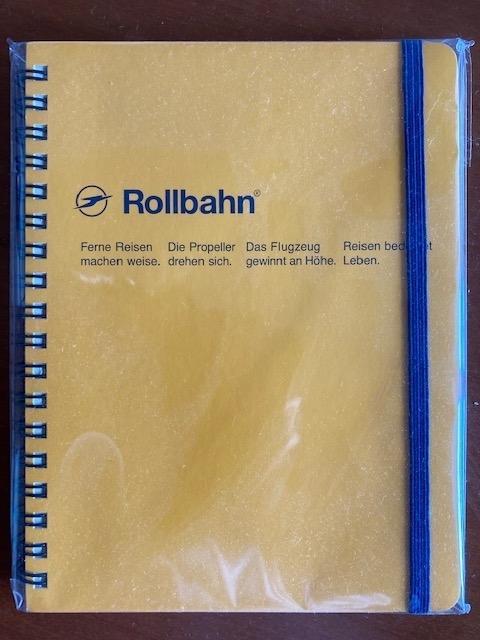 Rollbahn®
Ferne Reisen Die Propeller Das Flugzeug Reisen
machen weise. drehen sich. gewinnt an Höhe. Leben.